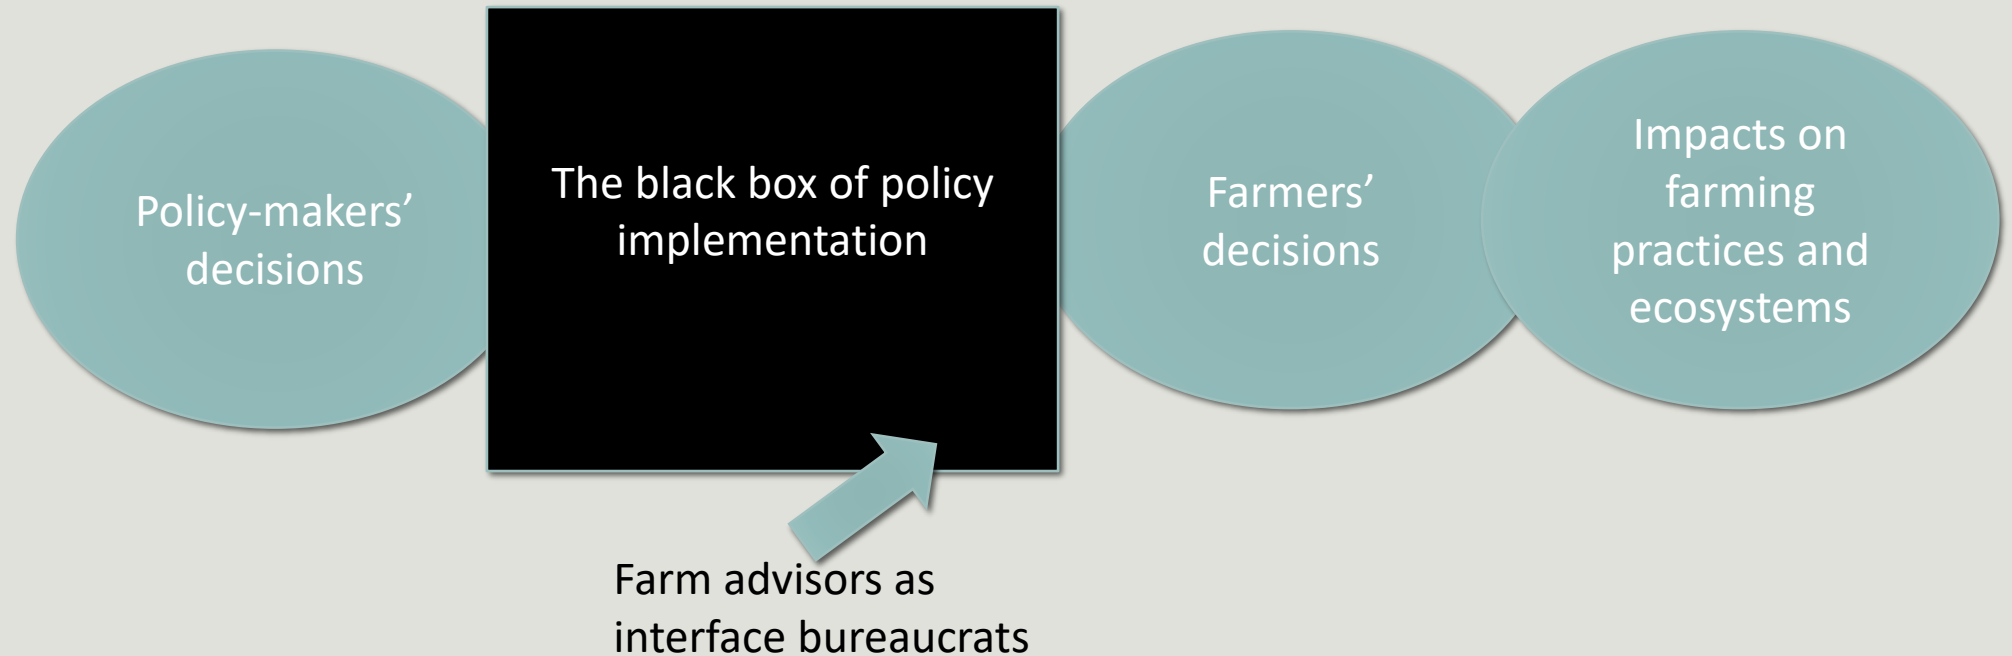 Policy-makers’
decisions
The black box of policy
implementation
Farmers’
decisions
Impacts on
farming
practices and
ecosystems
Farm advisors as
interface bureaucrats